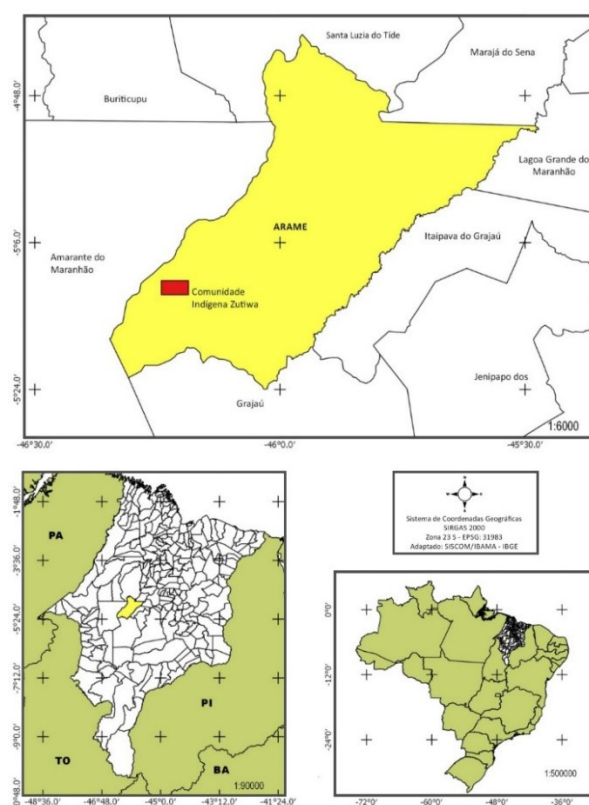 Santa Luzia do Tide
Marajá do Sena
Buriticupu
-4°48.0'
Lagoa Grande do
Maranhão
ARAME
Itaipava do Grajaú
-5°6.0'
Amarante do
Maranhão
Comunidade
Indígena Zutiwa
Jenipapo dos
-5°24.0'
Grajaú
1:6000
-46°30.0'
-46°0.0'
-45°30.0'
-1°48.0'
PA
-3°36.0'
-5°24.0'
-7°12.0'
PI
-9°0.0'
TO
BA
0°48.0'
1:90000
-48°36.0'
-46°48.0'
-45°0.0'
-43°12.0'
-41°24.0'
Sistema de Coordenadas Geográficas
SIRGAS 2000
Zona 23 S - EPSG: 31983
Adaptado: SISCOM/IBAMA - IBGE
0°0'
-12°0'
-24°0'
1:500000
-72°0'
-60°0'
-48°0'
-36°0'